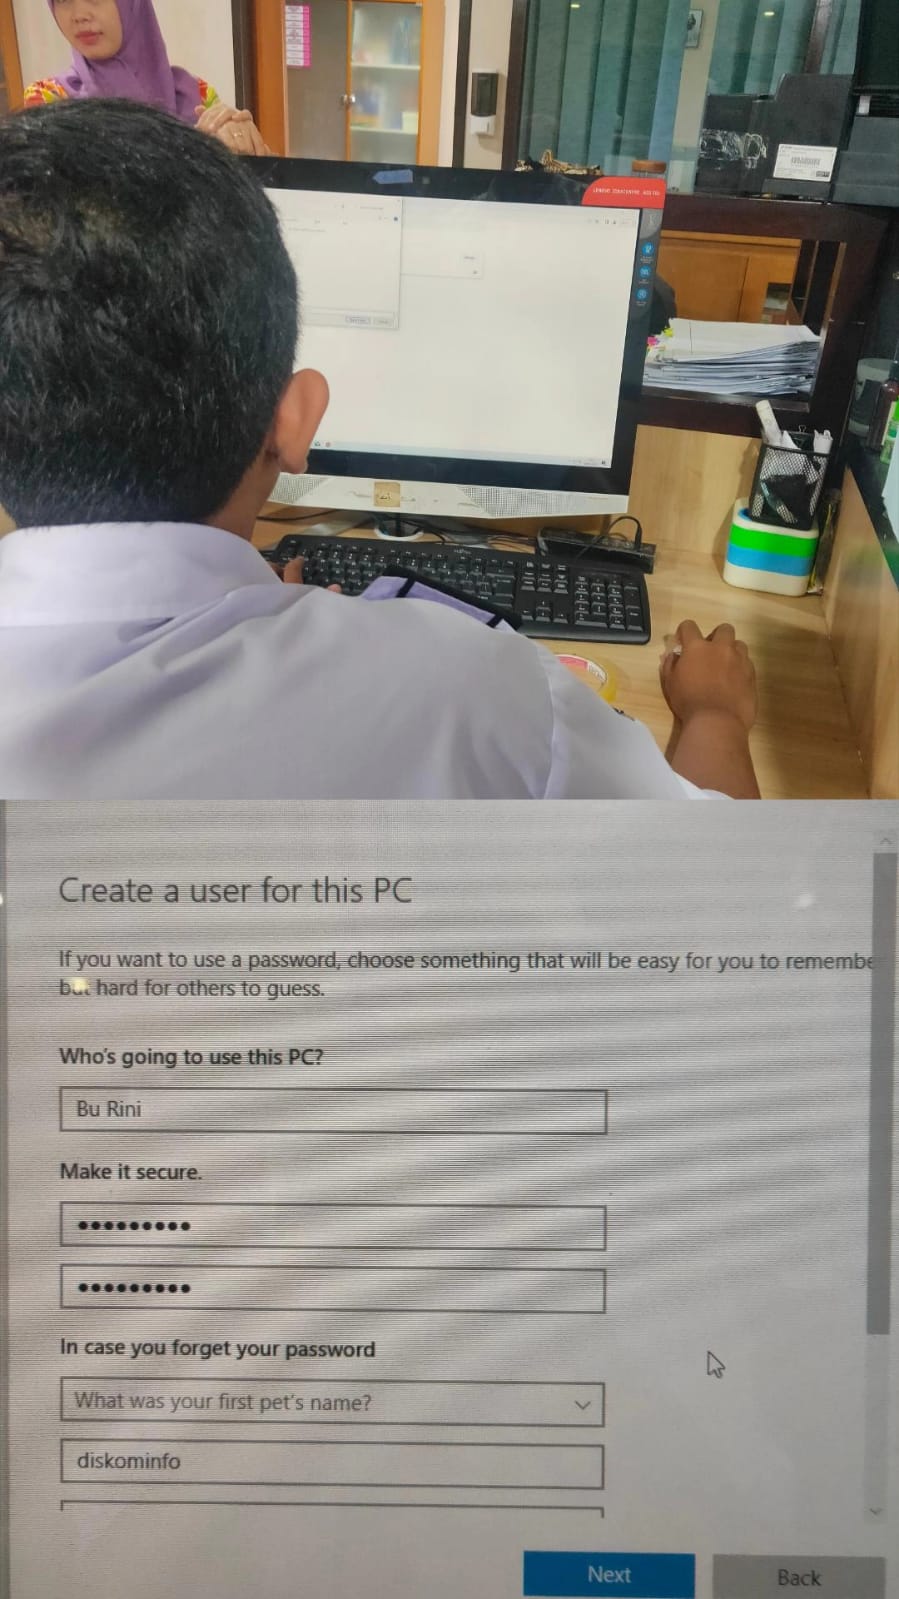 Create a user for this PC
If you want to use a password, choose something that will be easy for you to remembe
but hard for others to guess.
Who's going to use this PC?
Bu Rini
Make it secure.
In case you forget your password
What was your first pet's name?
diskominfo
Next
Back